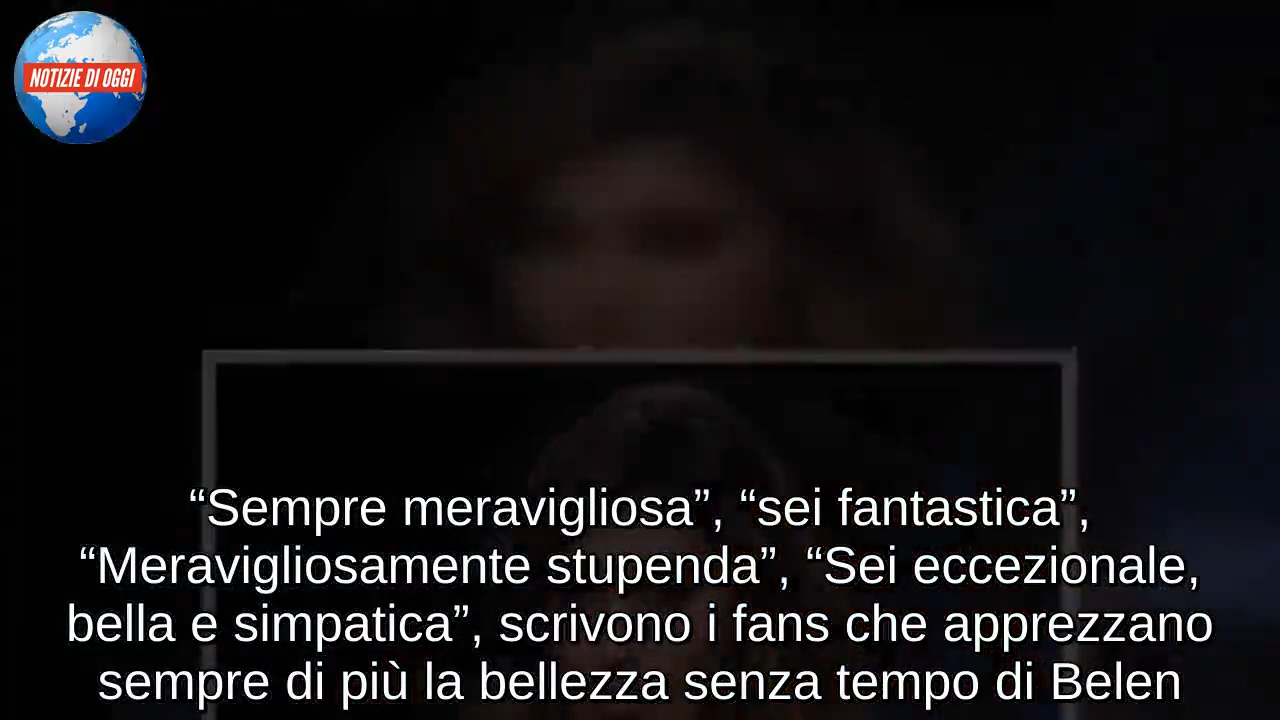 NOTIZIE DI OGGI
“Sempre meravigliosa”, “sei fantastica”,
“Meravigliosamente stupenda”, “Sei eccezionale,
bella e simpatica”, scrivono i fans che apprezzano
sempre di più la bellezza senza tempo di Belen